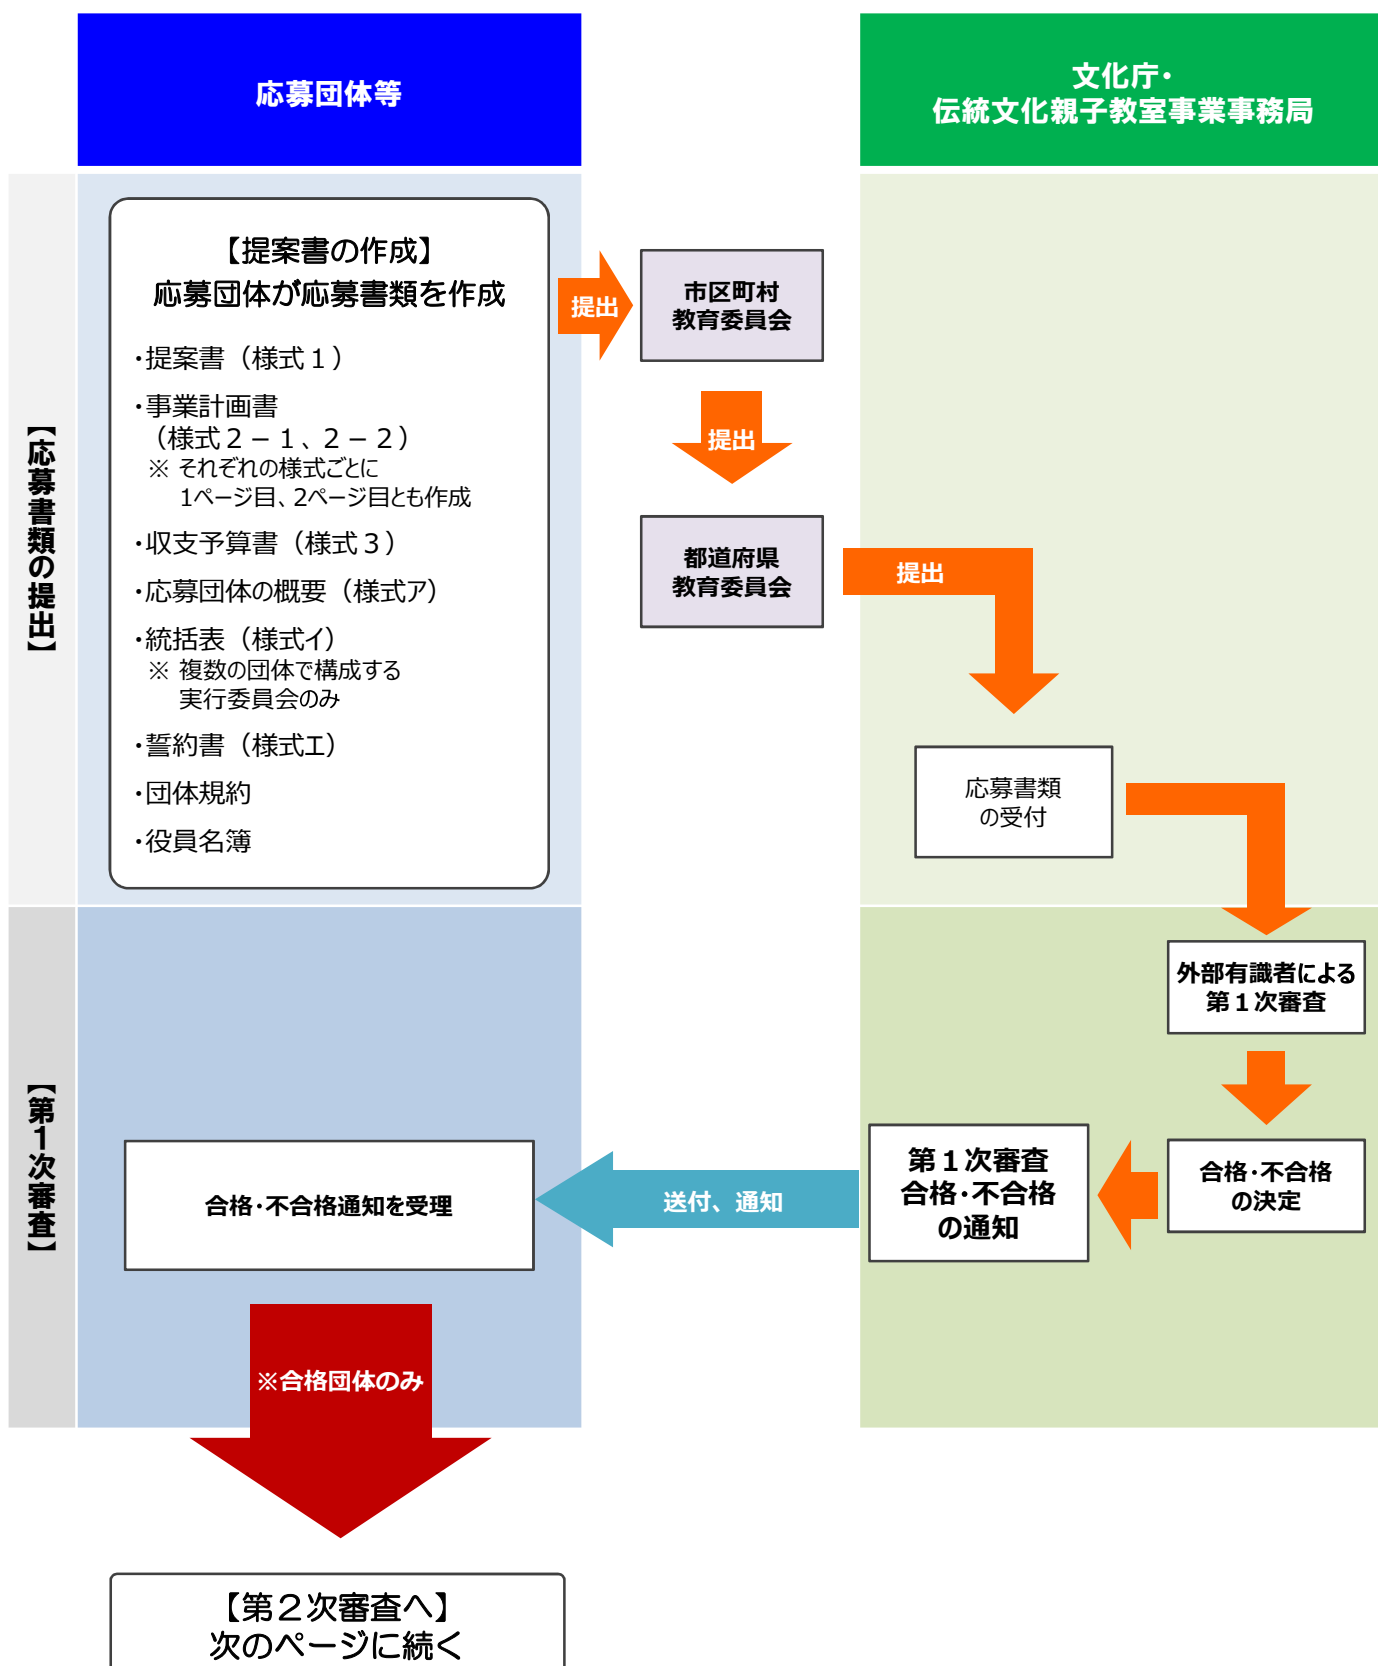 応募団体等
文化庁・
伝統文化親子教室事業事務局
【応募書類の提出】
【提案書の作成】
応募団体が応募書類を作成
・提案書（様式１）
・事業計画書
（様式２－１、２－２）
※ それぞれの様式ごとに
1ページ目、2ページ目とも作成
・収支予算書（様式３）
・応募団体の概要（様式ア）
・統括表（様式イ）
※ 複数の団体で構成する
実行委員会のみ
・誓約書（様式エ）
・団体規約
・役員名簿
提出
市区町村
教育委員会
提出
都道府県
教育委員会
提出
応募書類
の受付
【第１次審査】
外部有識者による
第１次審査
合格・不合格
の決定
第１次審査
合格・不合格
の通知
送付、通知
合格・不合格通知を受理
※合格団体のみ
【第２次審査へ】
次のページに続く